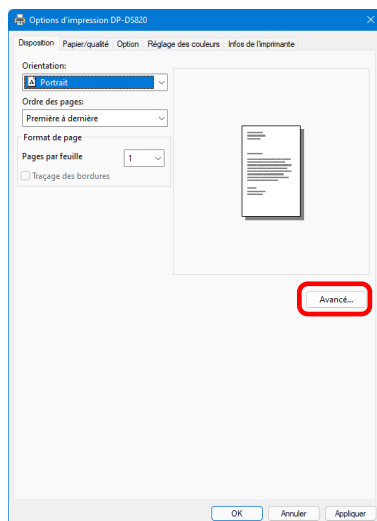 Options d'impression DP-DS820
Disposition Papier/qualité Option Réglage des couleurs Infos de l'imprimante
Orientation:
A Portrait
Ordre des pages:
Première à dernière
Format de page
Pages par feuille 1
Traçage des bordures
Avancé...
OK Annuler Appliquer